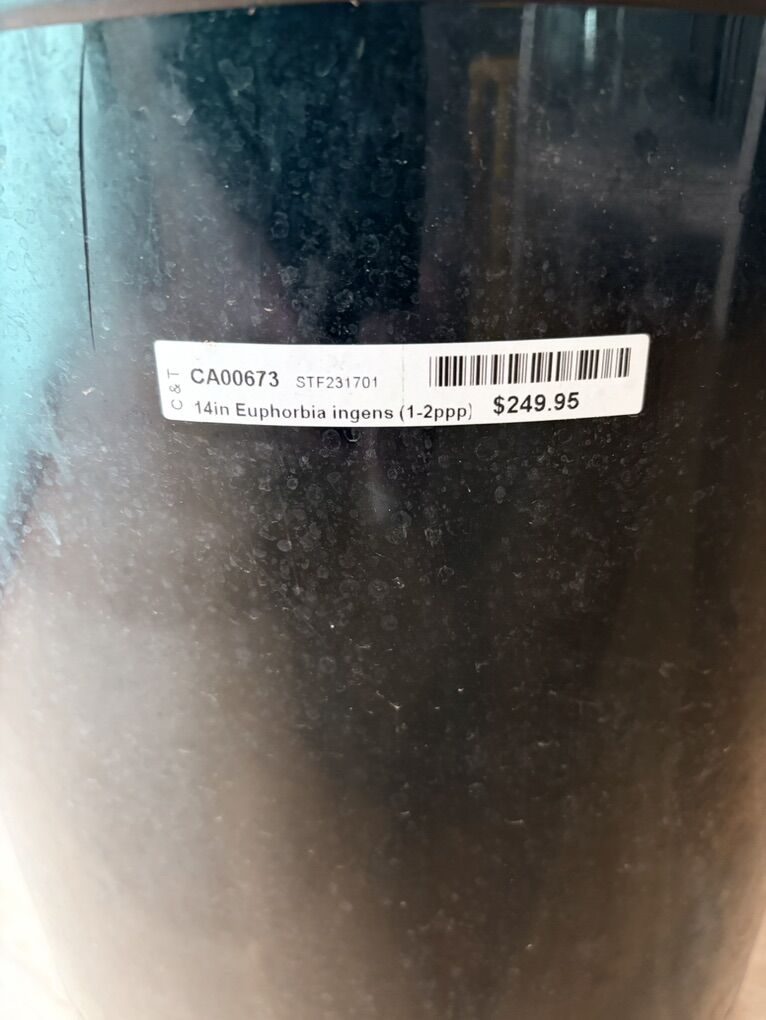 C & T
CA00673 STF231701
14in Euphorbia ingens (1-2ppp) $249.95